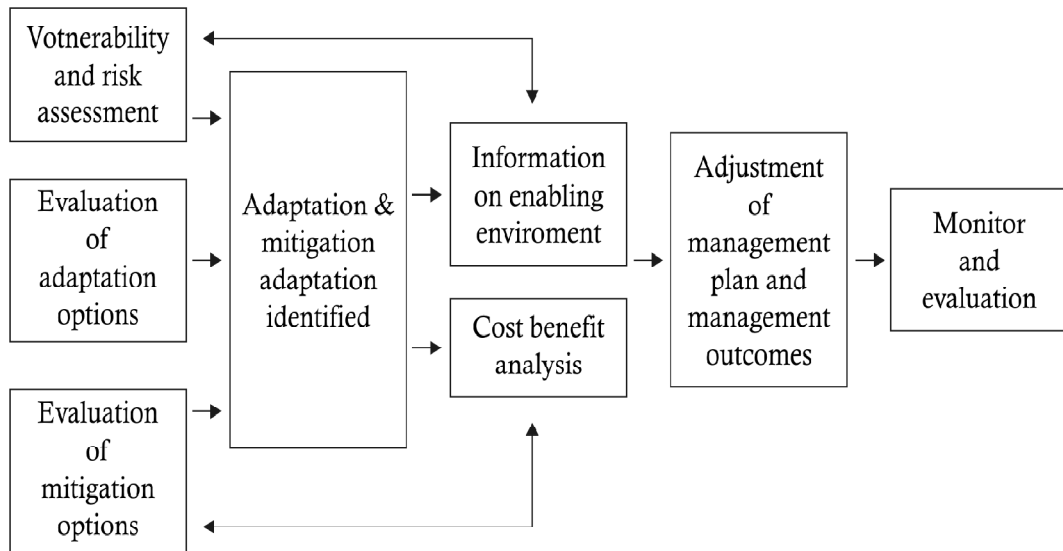 Votnerability
and risk
assessment
Evaluation
of
adaptation
options
Evaluation
of
mitigation
options
Adaptation &
mitigation
adaptation
identified
Information
on enabling
enviroment
Cost benefit
analysis
Adjustment
of
management
plan and
management
outcomes
Monitor
and
evaluation